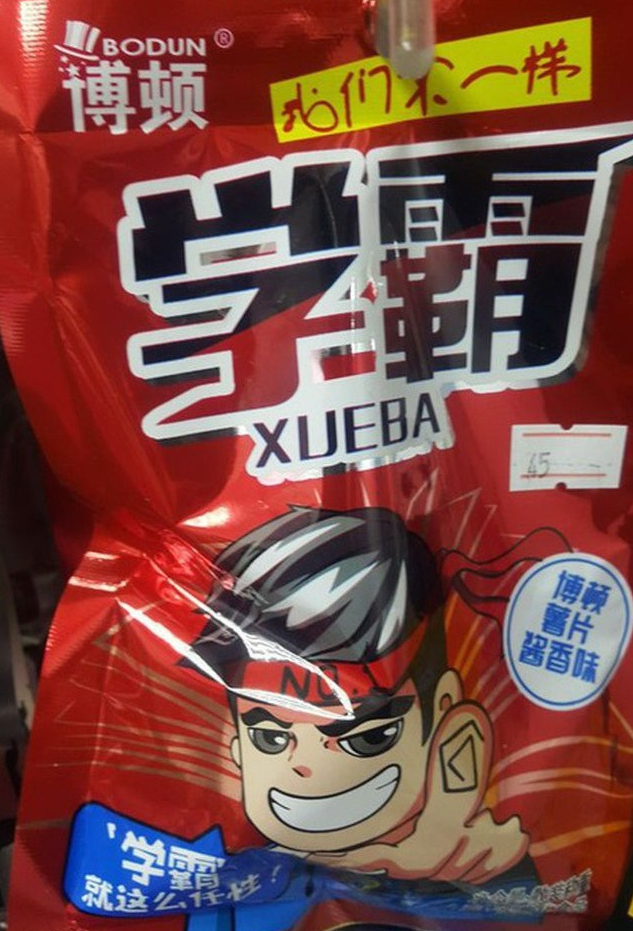 BODUN®
博顿
我们不一样
学霸
XUEBA
45
NO.1
博顿
薯片
酱香味
'学霸'
就这么任性!